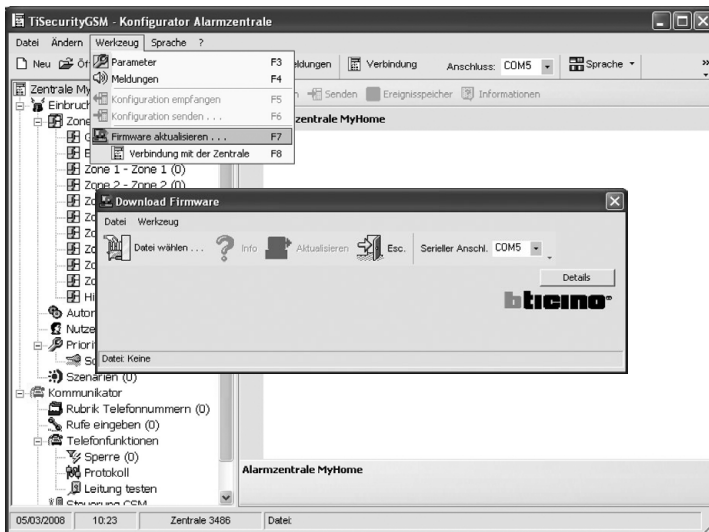 TiSecurityGSM - Konfigurator Alarmzentrale
Datei Ändern Werkzeug Sprache ?
Neu Verbindung Anschluss: COM5 Sprache »
Parameter F3
Meldungen F4
Konfiguration empfangen F5
Konfiguration senden . . . F6
Firmware aktualisieren . . . F7
Verbindung mit der Zentrale F8
Senden Ereignisspeicher Informationen
Zentrale
zentrale MyHome
Zone 1 - Zone 1 (0)
Zone 2 - Zone 2 (0)
Download Firmware
Datei Werkzeug
Datei wählen . . . Info Aktualisieren Esc. Serieller Anschl. COM5
Details
bticino
Datei: Keine
Szenarien (0)
Kommunikator
Rubrik Telefonnummern (0)
Rufe eingeben (0)
Telefonfunktionen
Sperre (0)
Protokoll
Leitung testen
Steuerung GSM
Alarmzentrale MyHome
05/03/2008 10:23 Zentrale 3486 Datei: